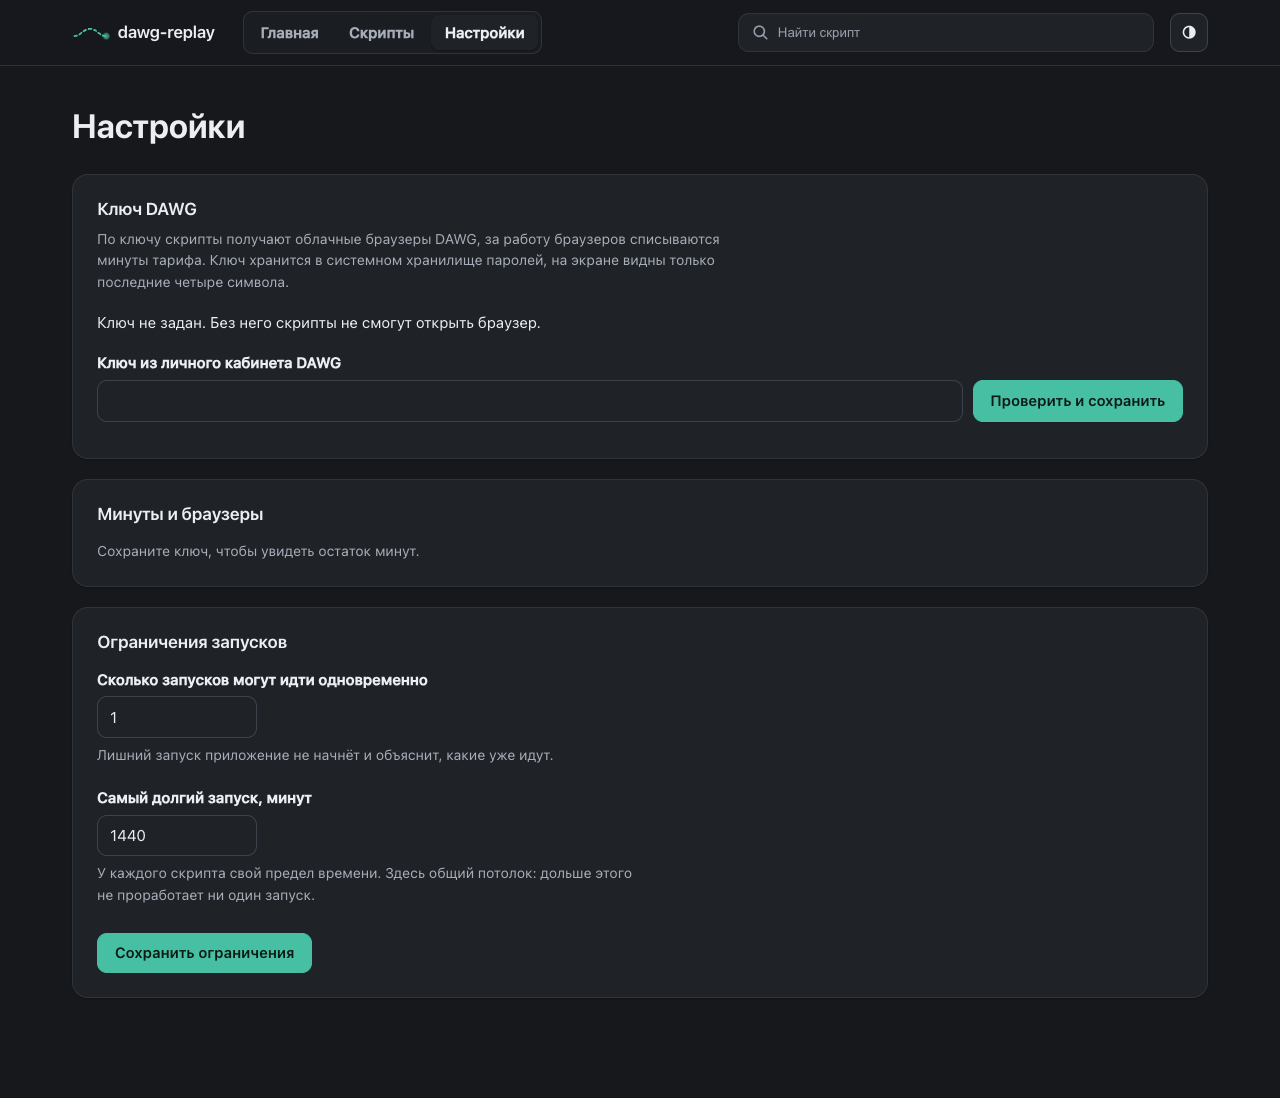 dawg-replay
Главная
Скрипты
Настройки
Найти скрипт
Настройки
Ключ DAWG
По ключу скрипты получают облачные браузеры DAWG, за работу браузеров списываются
минуты тарифа. Ключ хранится в системном хранилище паролей, на экране видны только
последние четыре символа.
Ключ не задан. Без него скрипты не смогут открыть браузер.
Ключ из личного кабинета DAWG
Проверить и сохранить
Минуты и браузеры
Сохраните ключ, чтобы увидеть остаток минут.
Ограничения запусков
Сколько запусков могут идти одновременно
1
Лишний запуск приложение не начнёт и объяснит, какие уже идут.
Самый долгий запуск, минут
1440
У каждого скрипта свой предел времени. Здесь общий потолок: дольше этого
не проработает ни один запуск.
Сохранить ограничения